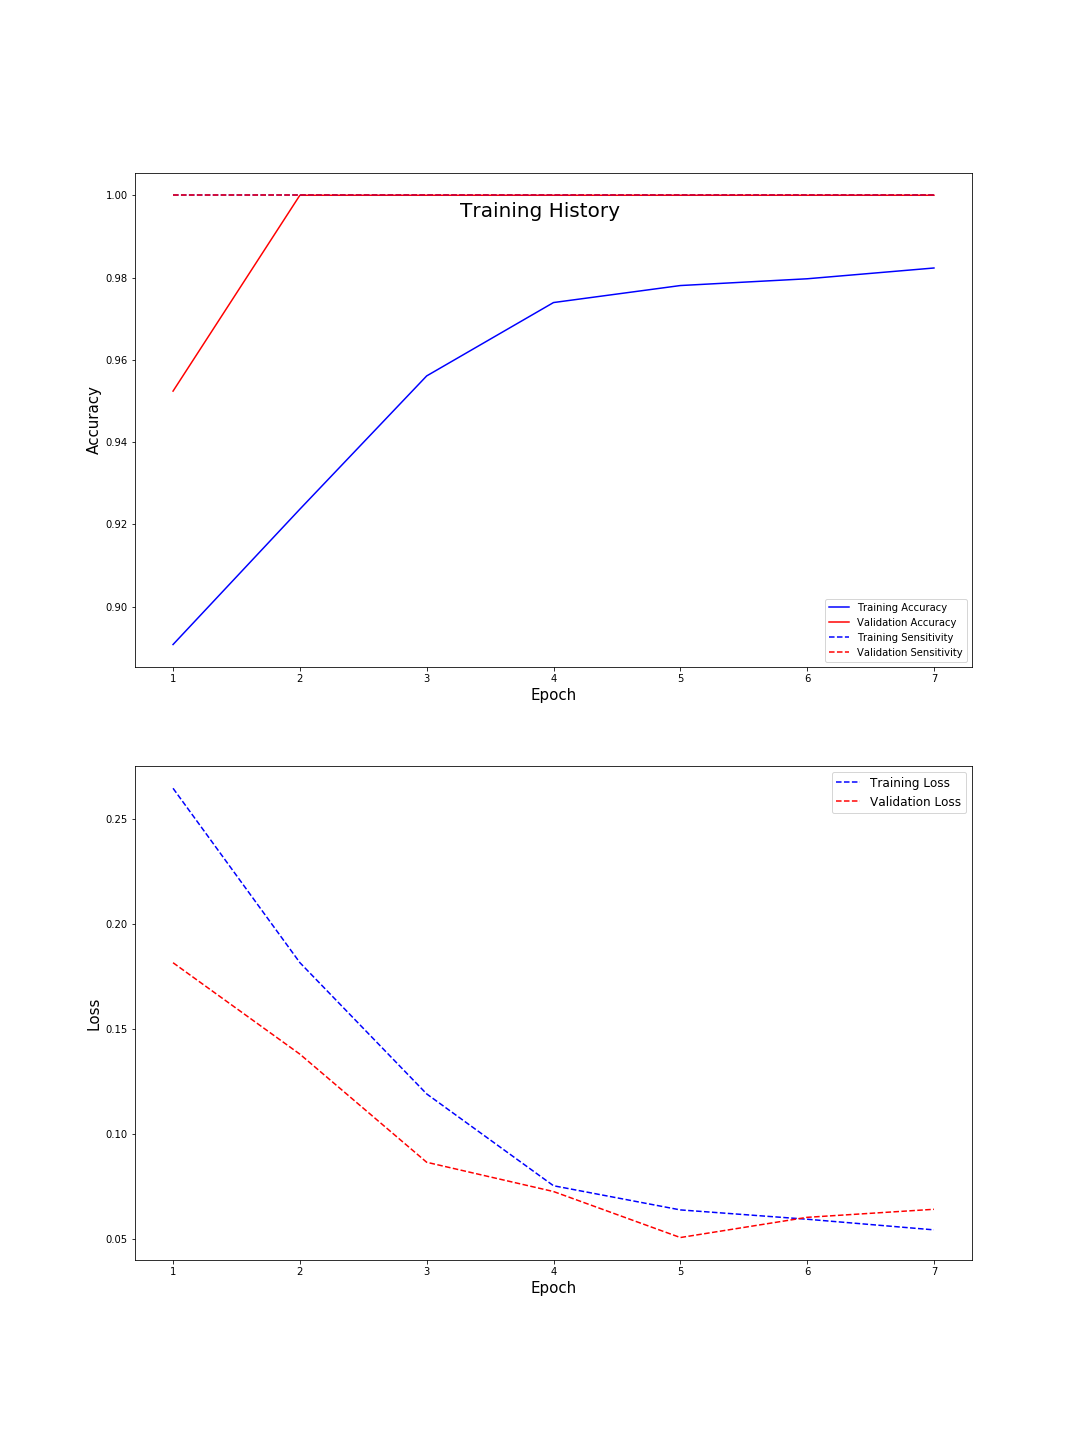 1.00
Training History
0.98
0.96
0.94
0.92
0.90
Accuracy
Training Accuracy
Validation Accuracy
Training Sensitivity
Validation Sensitivity
1 2 3 4 5 6 7
Epoch
Training Loss
Validation Loss
0.25
0.20
0.15
0.10
0.05
Loss
1 2 3 4 5 6 7
Epoch